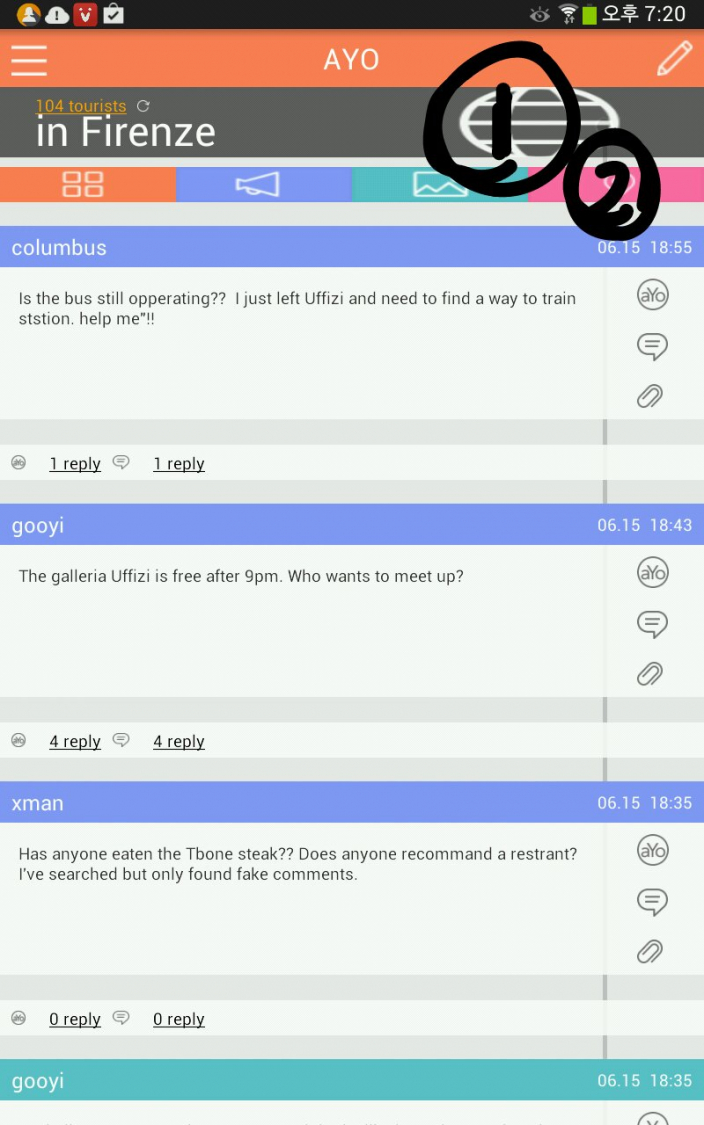 오후 7:20
AYO
1
104 tourists
in Firenze
2
columbus 06.15 18:55
Is the bus still opperating?? I just left Uffizi and need to find a way to train
ststion. help me"!!
aYo
1 reply 1 reply
gooyi 06.15 18:43
The galleria Uffizi is free after 9pm. Who wants to meet up?
aYo
4 reply 4 reply
xman 06.15 18:35
Has anyone eaten the Tbone steak?? Does anyone recommand a restrant?
I've searched but only found fake comments.
aYo
0 reply 0 reply
gooyi 06.15 18:35